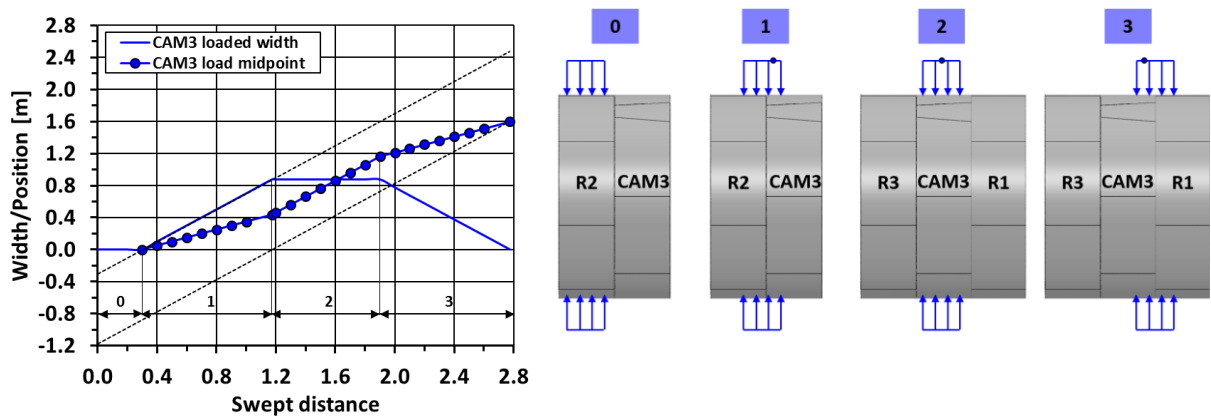 2.8
2.4
2.0
1.6
1.2
0.8
0.4
0.0
-0.4
-0.8
-1.2
Width/Position [m]
CAM3 loaded width
CAM3 load midpoint
0 1 2 3
0.0 0.4 0.8 1.2 1.6 2.0 2.4 2.8
Swept distance
0 1 2 3
R2 CAM3
R2 CAM3
R3 CAM3 R1
R3 CAM3 R1